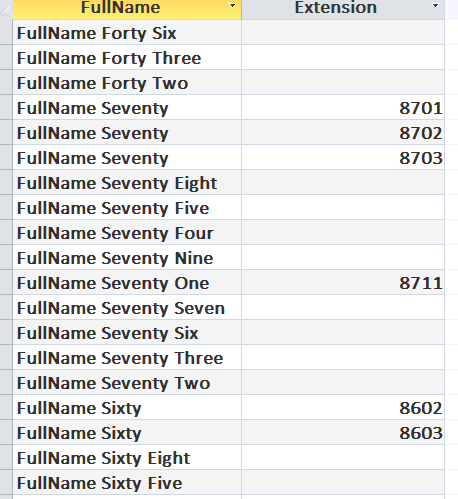 FullName Extension
FullName Forty Six
FullName Forty Three
FullName Forty Two
FullName Seventy 8701
FullName Seventy 8702
FullName Seventy 8703
FullName Seventy Eight
FullName Seventy Five
FullName Seventy Four
FullName Seventy Nine
FullName Seventy One 8711
FullName Seventy Seven
FullName Seventy Six
FullName Seventy Three
FullName Seventy Two
FullName Sixty 8602
FullName Sixty 8603
FullName Sixty Eight
FullName Sixty Five